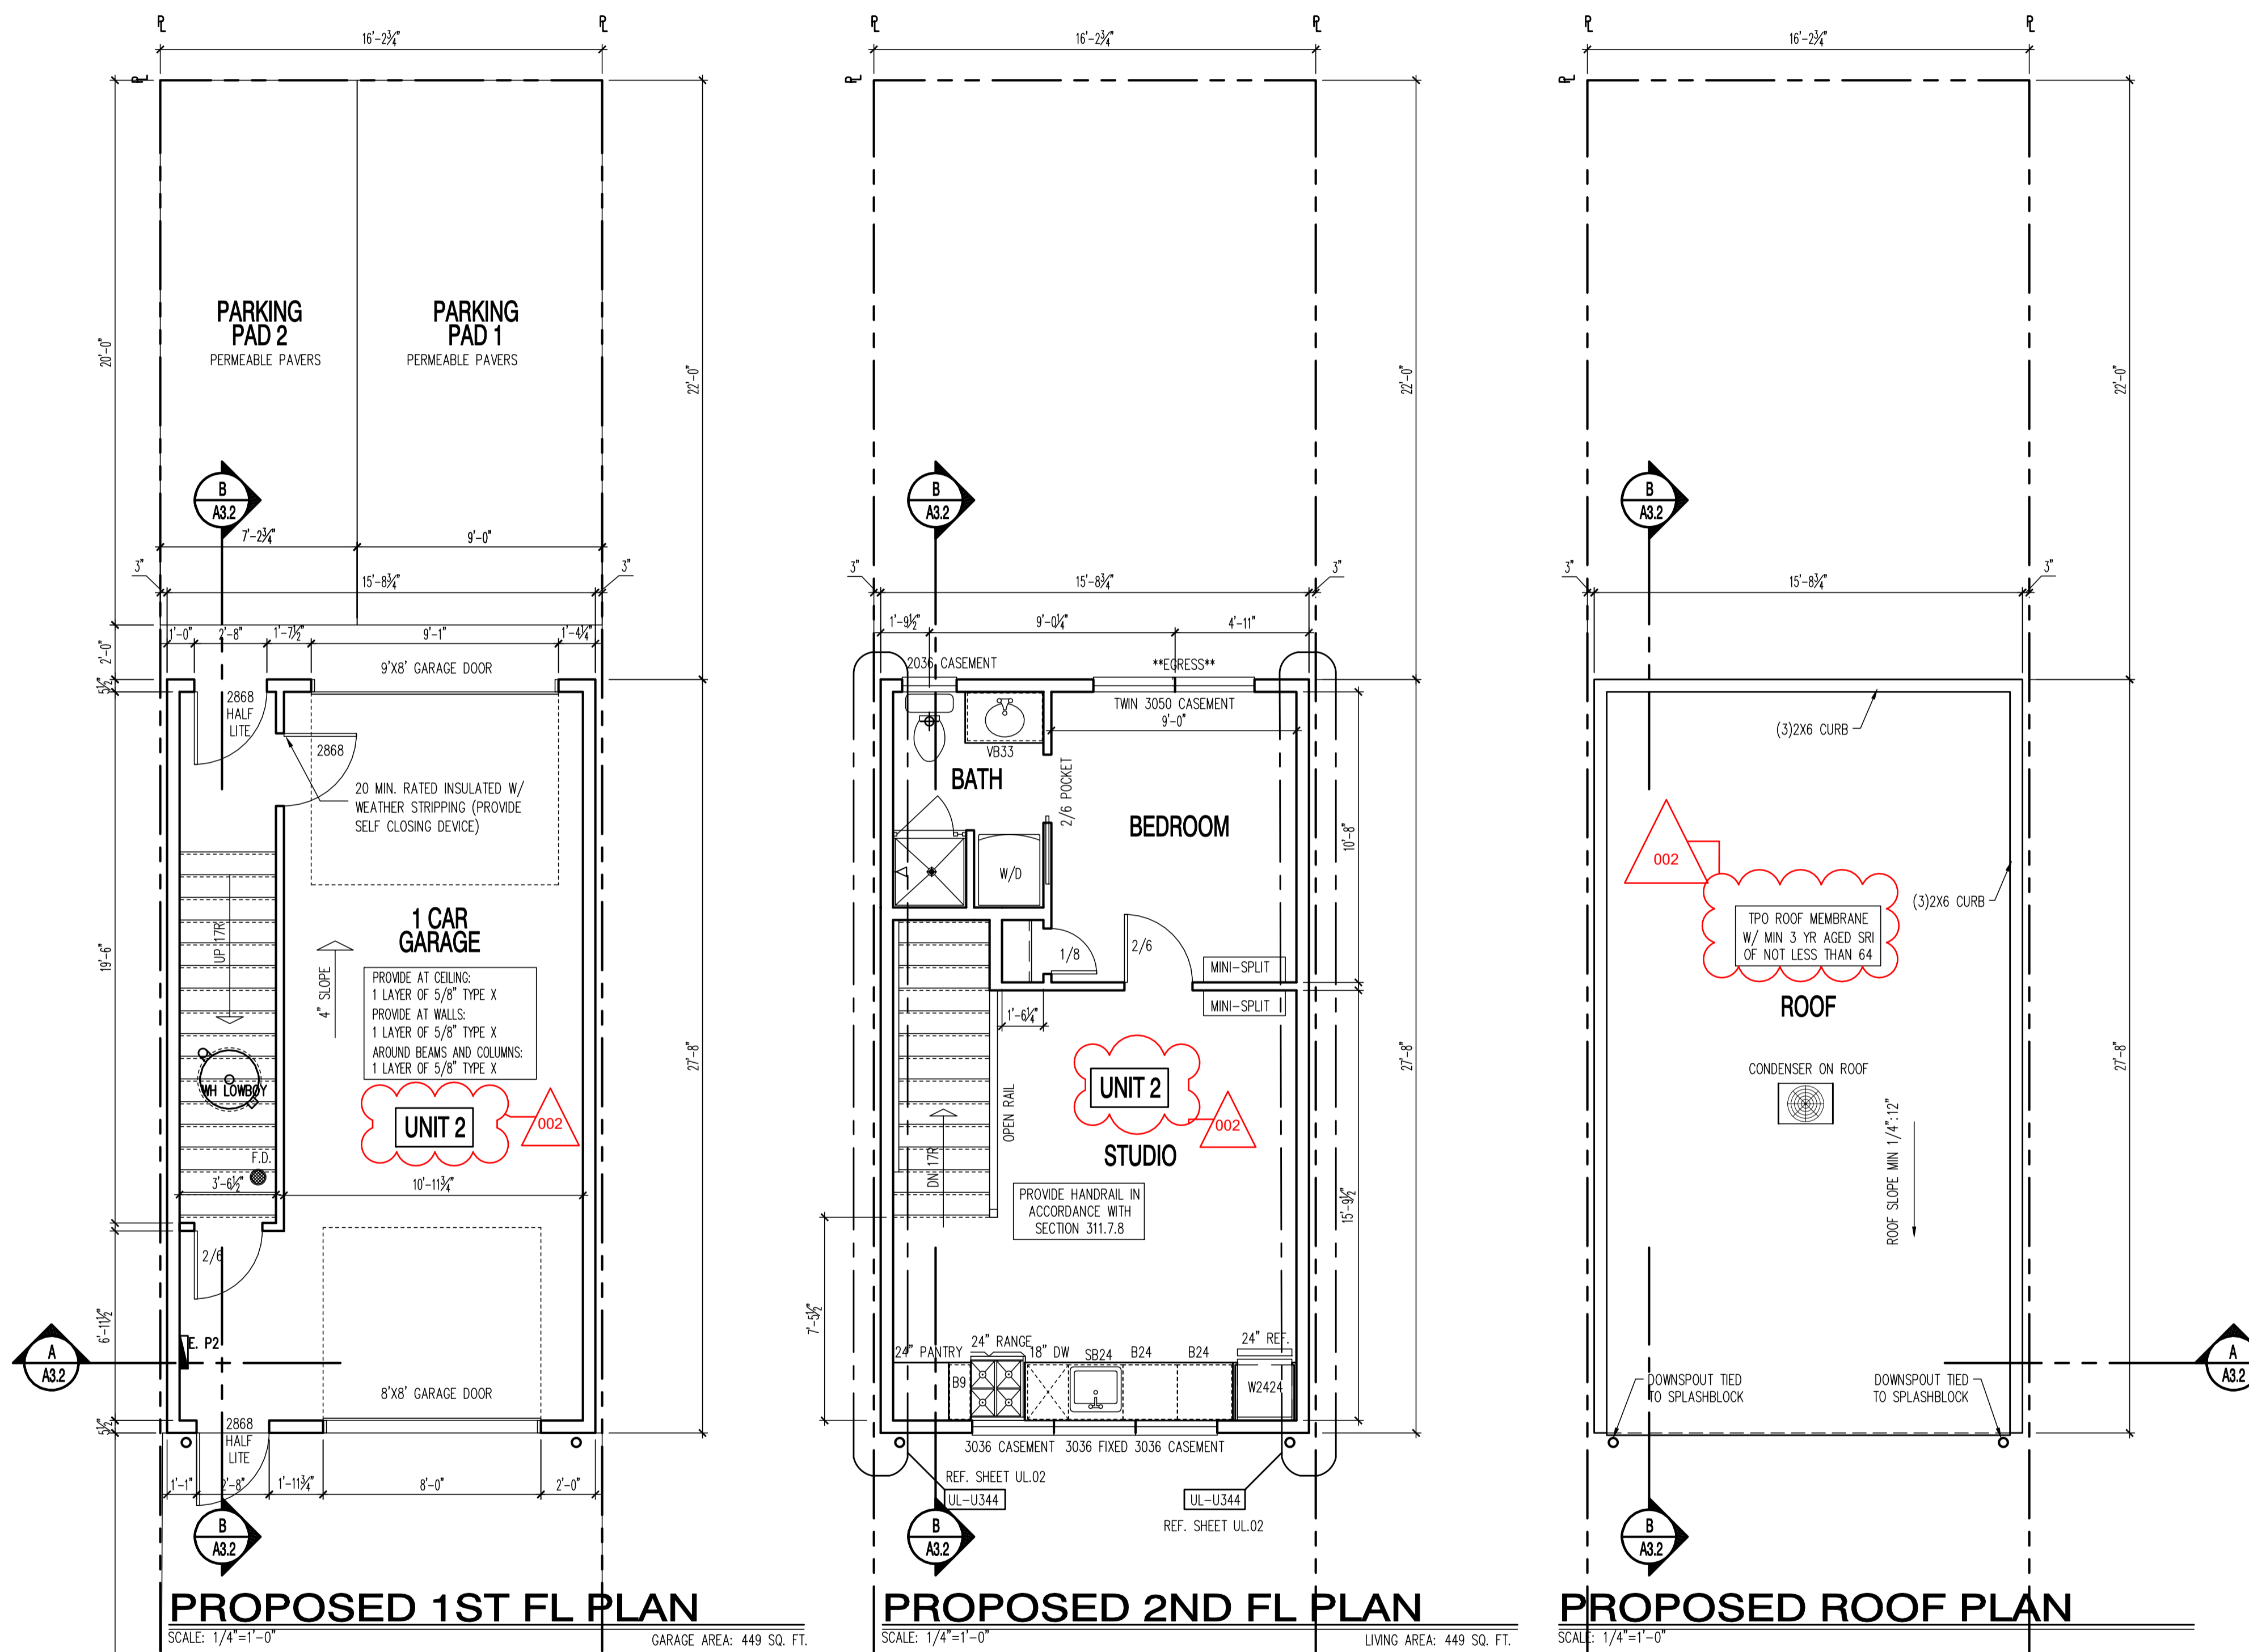 PL
PL
16'-2¾"
PL
PARKING
PAD 2
PERMEABLE PAVERS
PARKING
PAD 1
PERMEABLE PAVERS
20'-0"
22'-0"
B
A3.2
7'-2¾"
9'-0"
3"
15'-8¾"
3"
1'-0"
2'-8"
1'-7½"
9'-1"
1'-4¼"
2'-0"
5½"
9'X8' GARAGE DOOR
2868
HALF
LITE
2868
20 MIN. RATED INSULATED W/
WEATHER STRIPPING (PROVIDE
SELF CLOSING DEVICE)
1 CAR
GARAGE
UP 17R
4" SLOPE
19'-6"
PROVIDE AT CEILING:
1 LAYER OF 5/8" TYPE X
PROVIDE AT WALLS:
1 LAYER OF 5/8" TYPE X
AROUND BEAMS AND COLUMNS:
1 LAYER OF 5/8" TYPE X
27'-8"
WH LOWBOY
UNIT 2
002
F.D.
3'-6½"
10'-11¾"
2/6
6'-11½"
E. P2
A
A3.2
8'X8' GARAGE DOOR
5½"
2868
HALF
LITE
1'-1"
2'-8"
1'-11¾"
8'-0"
2'-0"
B
A3.2
PROPOSED 1ST FL PLAN
SCALE: 1/4"=1'-0"
GARAGE AREA: 449 SQ. FT.
PL
PL
16'-2¾"
PL
22'-0"
B
A3.2
3"
15'-8¾"
3"
1'-9½"
9'-0¼"
4'-11"
2036 CASEMENT
**EGRESS**
TWIN 3050 CASEMENT
9'-0"
VB33
BATH
2/6 POCKET
BEDROOM
10'-8"
W/D
1/8
2/6
MINI-SPLIT
MINI-SPLIT
1'-6¼"
UNIT 2
002
OPEN RAIL
27'-8"
STUDIO
DN 17R
PROVIDE HANDRAIL IN
ACCORDANCE WITH
SECTION 311.7.8
15'-9½"
7'-5½"
24" PANTRY
24" RANGE
18" DW
SB24
B24
B24
24" REF.
B9
W2424
3036 CASEMENT
3036 FIXED
3036 CASEMENT
REF. SHEET UL.02
UL-U344
UL-U344
REF. SHEET UL.02
B
A3.2
PROPOSED 2ND FL PLAN
SCALE: 1/4"=1'-0"
LIVING AREA: 449 SQ. FT.
PL
PL
16'-2¾"
PL
22'-0"
B
A3.2
3"
15'-8¾"
3"
(3)2X6 CURB
002
(3)2X6 CURB
TPO ROOF MEMBRANE
W/ MIN 3 YR AGED SRI
OF NOT LESS THAN 64
ROOF
CONDENSER ON ROOF
27'-8"
ROOF SLOPE MIN 1/4":12"
A
A3.2
DOWNSPOUT TIED
TO SPLASHBLOCK
DOWNSPOUT TIED
TO SPLASHBLOCK
B
A3.2
PROPOSED ROOF PLAN
SCALE: 1/4"=1'-0"